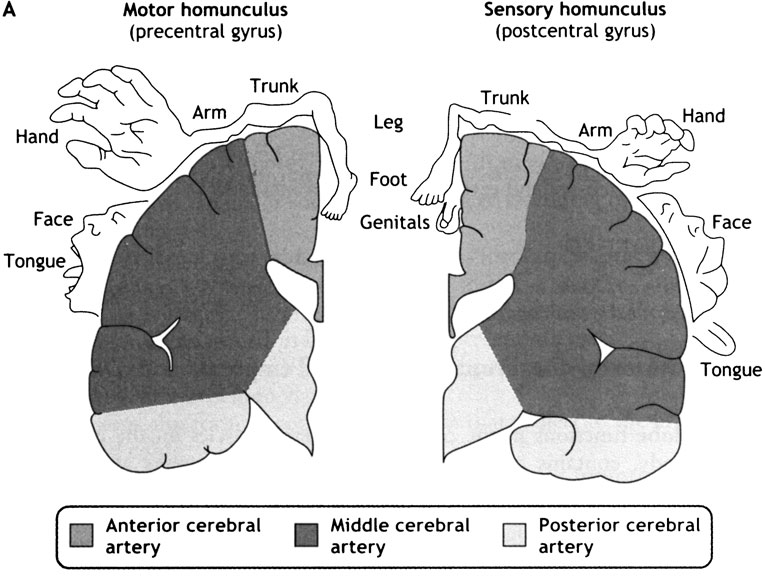 A
Motor homunculus
(precentral gyrus)
Sensory homunculus
(postcentral gyrus)
Trunk
Arm
Hand
Face
Tongue
Leg
Foot
Genitals
Trunk
Arm
Hand
Face
Tongue
Anterior cerebral
artery
Middle cerebral
artery
Posterior cerebral
artery